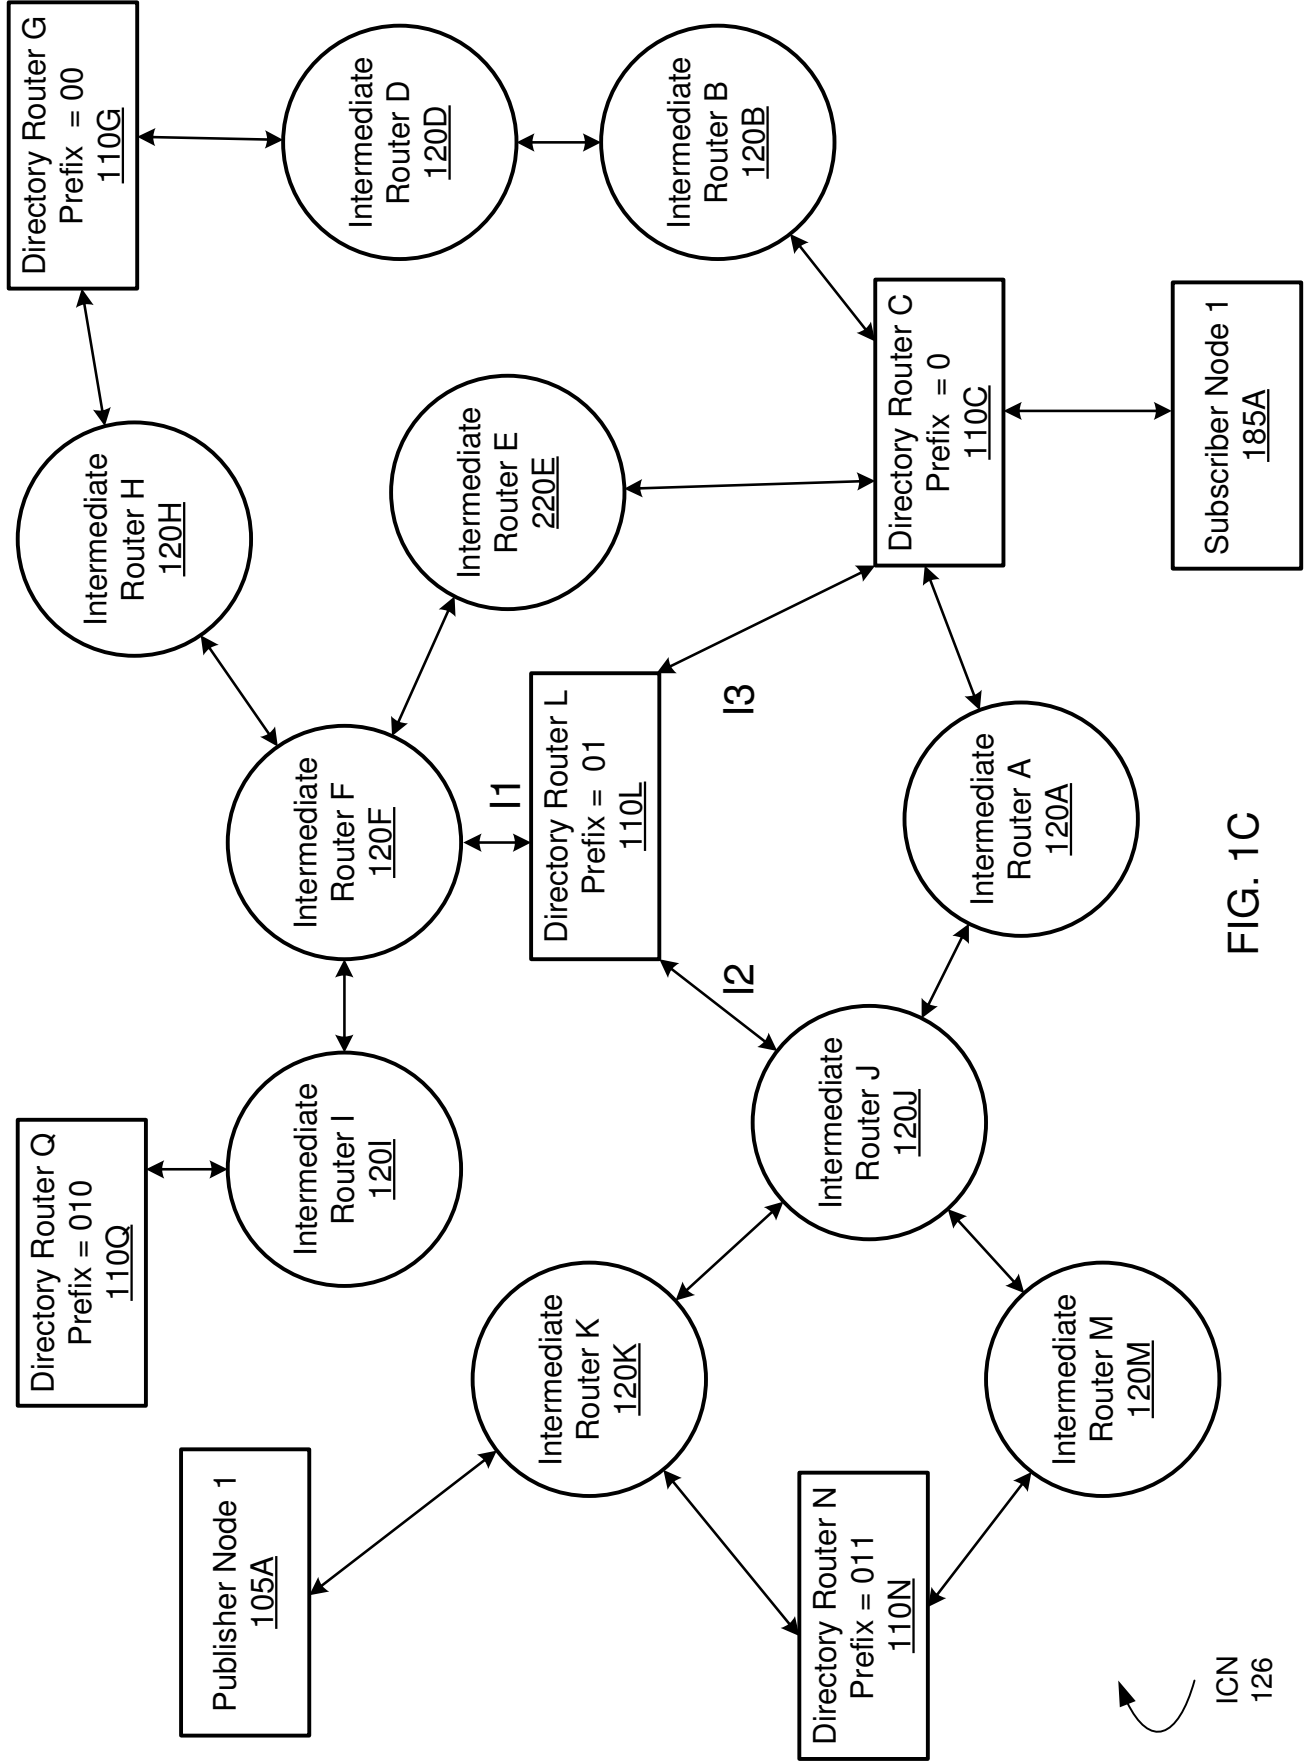 Directory Router Q
Prefix = 010
110Q
Directory Router G
Prefix = 00
110G
Intermediate
Router H
120H
Publisher Node 1
105A
Intermediate
Router I
120I
Intermediate
Router F
120F
Intermediate
Router D
120D
Intermediate
Router E
220E
I1
Intermediate
Router K
120K
Directory Router L
Prefix = 01
110L
Intermediate
Router B
120B
I2
I3
Directory Router N
Prefix = 011
110N
Intermediate
Router J
120J
Directory Router C
Prefix = 0
110C
Intermediate
Router A
120A
Intermediate
Router M
120M
Subscriber Node 1
185A
ICN
126
FIG. 1C